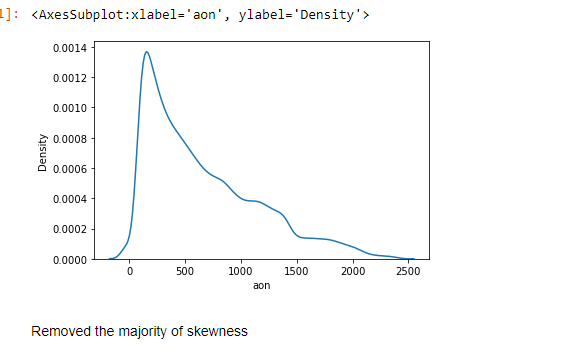 1]: <AxesSubplot:xlabel='aon', ylabel='Density'>
0.0014
0.0012
0.0010
0.0008
0.0006
0.0004
0.0002
0.0000
Density
0 500 1000 1500 2000 2500
aon
Removed the majority of skewness